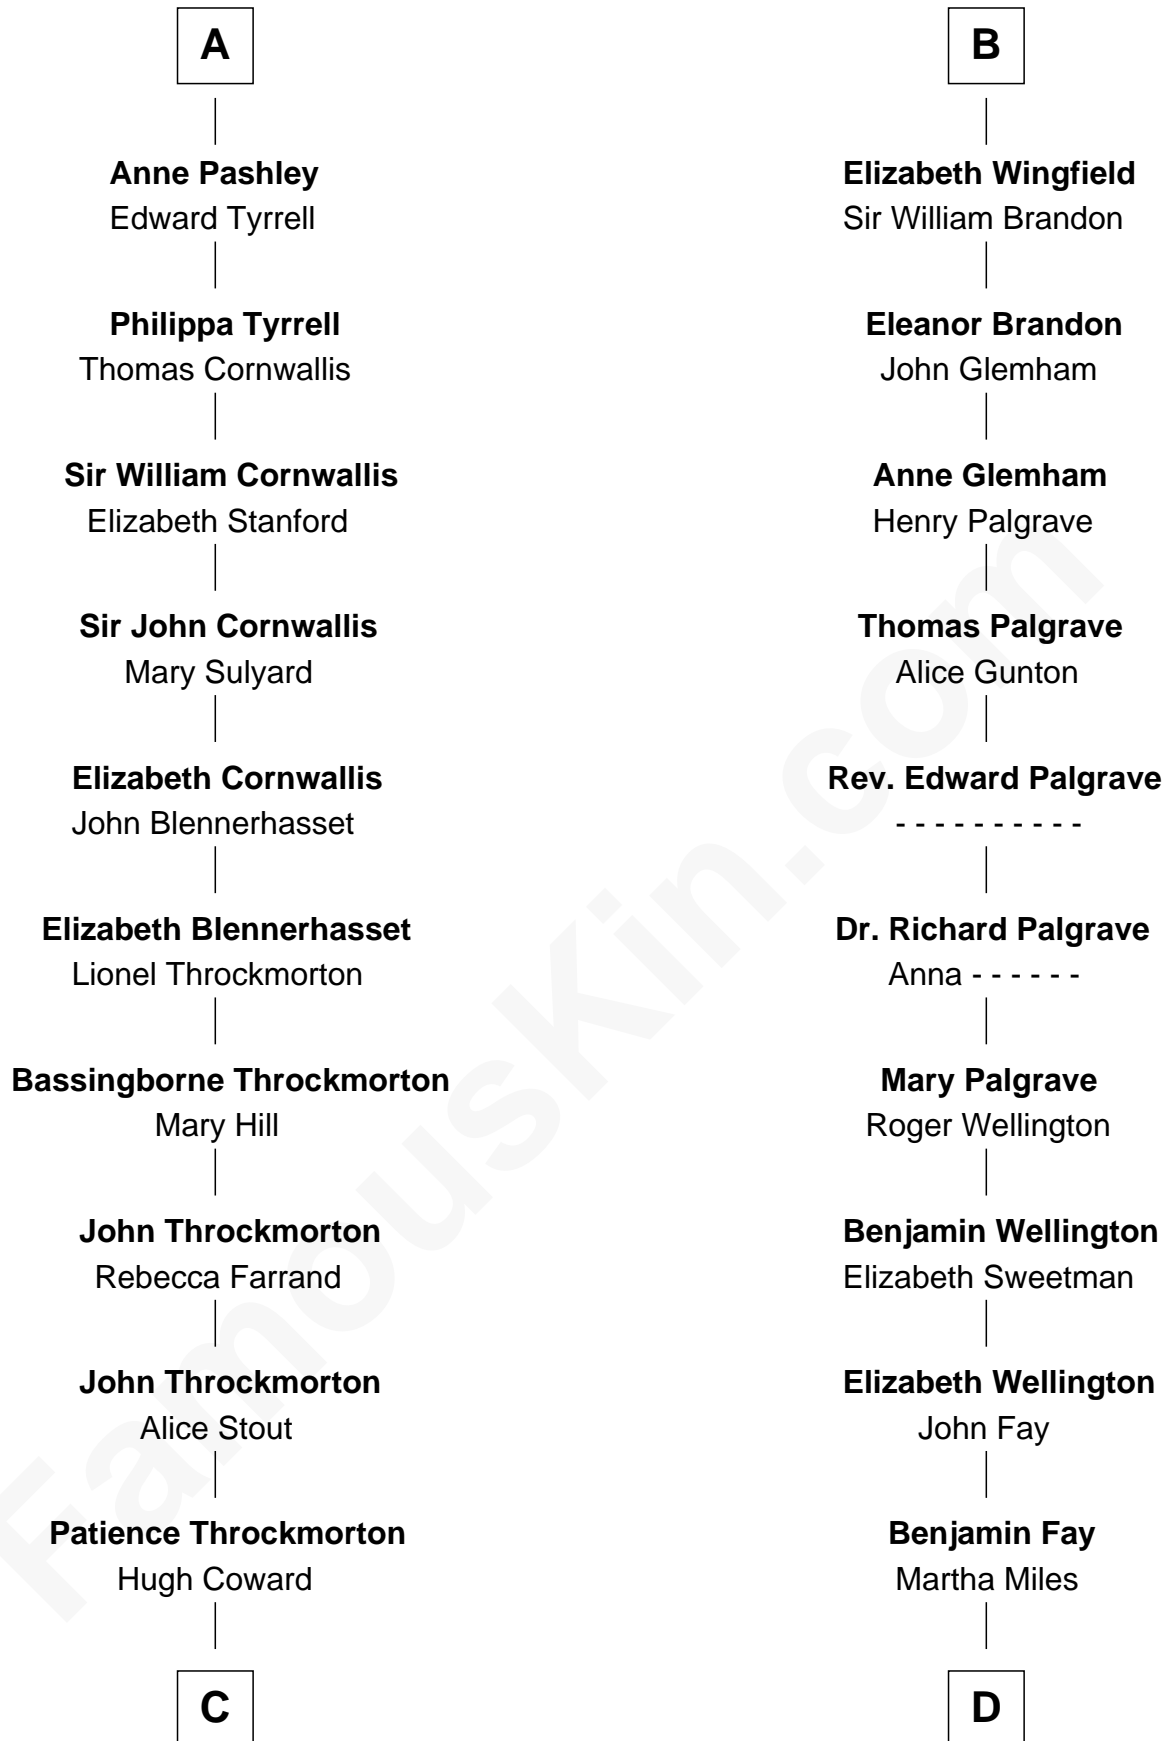 A
Anne Pashley
Edward Tyrrell
Philippa Tyrrell
Thomas Cornwallis
Sir William Cornwallis
Elizabeth Stanford
Sir John Cornwallis
Mary Sulyard
Elizabeth Cornwallis
John Blennerhasset
Elizabeth Blennerhasset
Lionel Throckmorton
Bassingborne Throckmorton
Mary Hill
John Throckmorton
Rebecca Farrand
John Throckmorton
Alice Stout
Patience Throckmorton
Hugh Coward
C
B
Elizabeth Wingfield
Sir William Brandon
Eleanor Brandon
John Glemham
Anne Glemham
Henry Palgrave
Thomas Palgrave
Alice Gunton
Rev. Edward Palgrave
- - - - - - - - - -
Dr. Richard Palgrave
Anna - - - - - -
Mary Palgrave
Roger Wellington
Benjamin Wellington
Elizabeth Sweetman
Elizabeth Wellington
John Fay
Benjamin Fay
Martha Miles
D
FamousKin.com